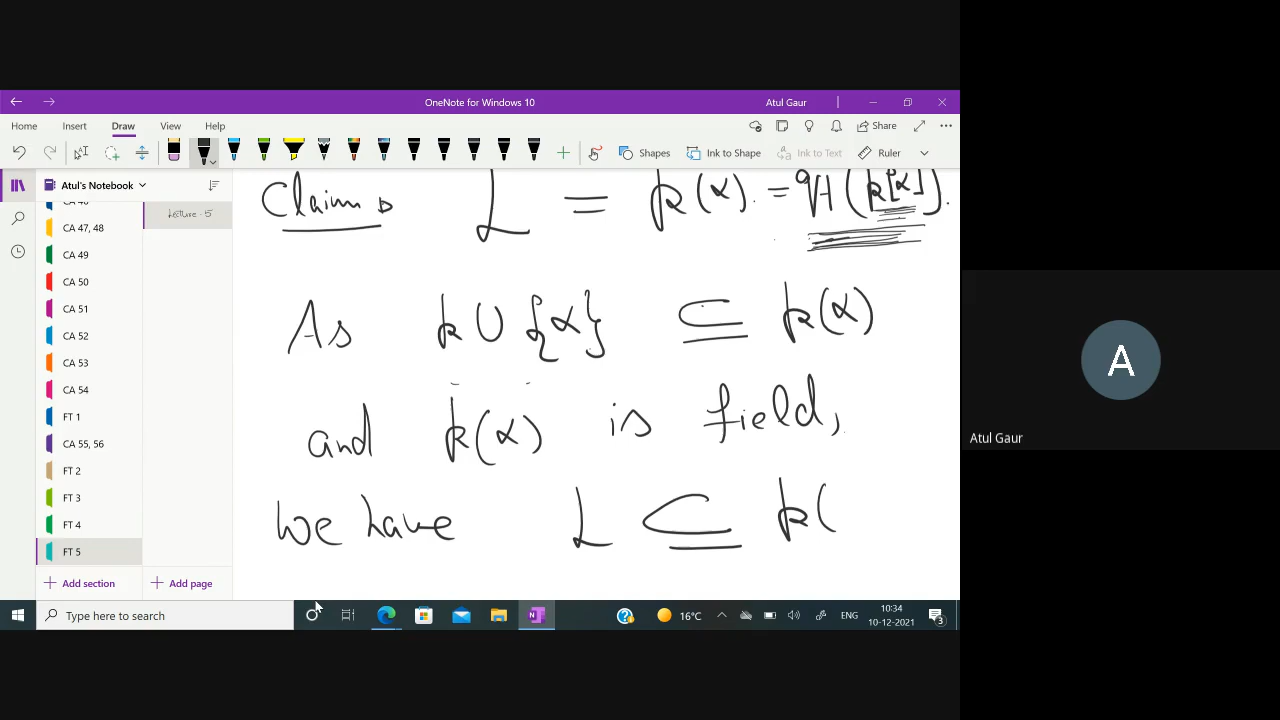 OneNote for Windows 10
Atul Gaur
Home Insert Draw View Help
Share
Shapes Ink to Shape Ink to Text Ruler
Atul's Notebook
Lecture - 5
CA 47, 48
CA 49
CA 50
CA 51
CA 52
CA 53
CA 54
FT 1
CA 55, 56
FT 2
FT 3
FT 4
FT 5
Add section
Add page
Claim: L = k(α) = qf(k[α]).
As k ∪ {α} ⊆ k(α)
and k(α) is field,
we have L ⊆ k(
Type here to search
16°C
ENG
10:34
10-12-2021
3
A
Atul Gaur